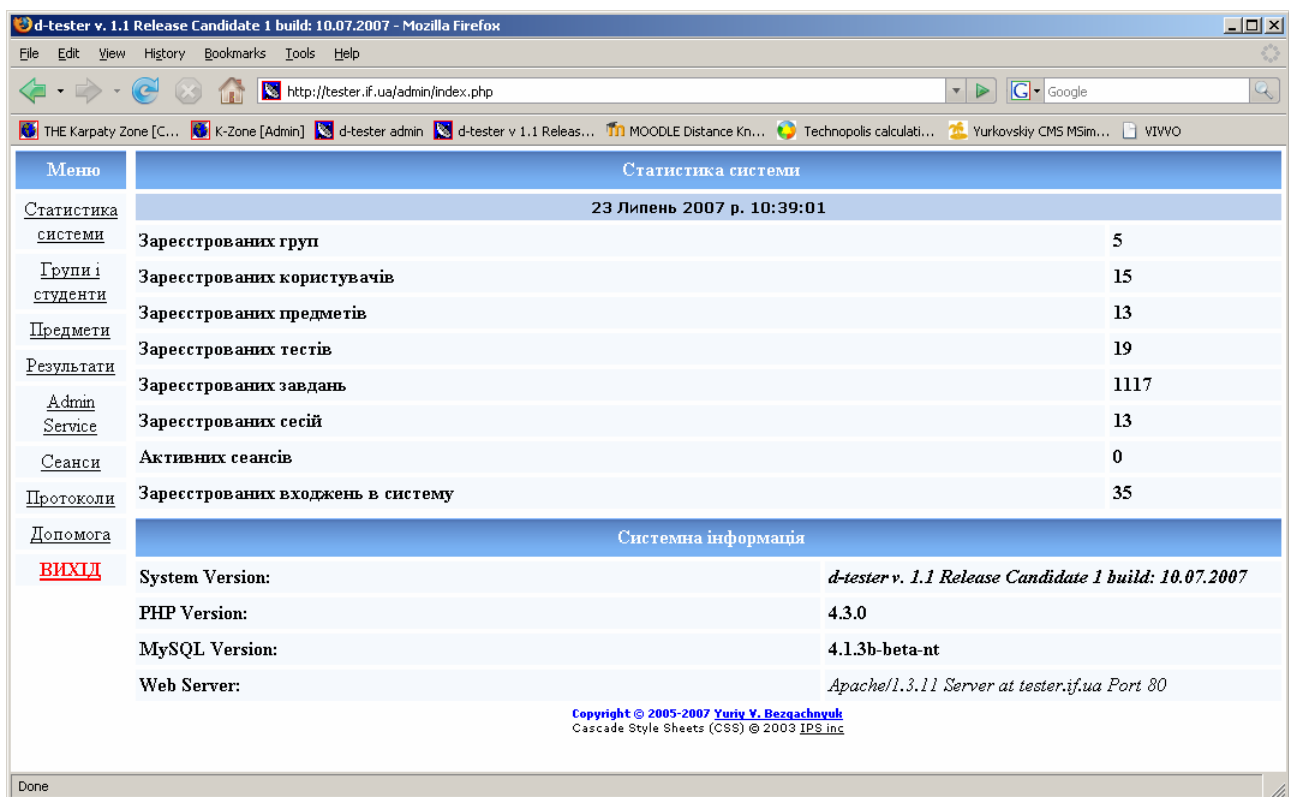 d-tester v. 1.1 Release Candidate 1 build: 10.07.2007 - Mozilla Firefox
File Edit View History Bookmarks Tools Help
http://tester.if.ua/admin/index.php
Google
THE Karpaty Zone [C... K-Zone [Admin] d-tester admin d-tester v 1.1 Releas... MOODLE Distance Kn... Technopolis calculati... Yurkovskiy CMS MSim... VIVVO
Меню
Статистика
системи
Групи і
студенти
Предмети
Результати
Admin
Service
Сеанси
Протоколи
Допомога
ВИХІД
Статистика системи
23 Липень 2007 р. 10:39:01
Зареєстрованих груп 5
Зареєстрованих користувачів 15
Зареєстрованих предметів 13
Зареєстрованих тестів 19
Зареєстрованих завдань 1117
Зареєстрованих сесій 13
Активних сеансів 0
Зареєстрованих входжень в систему 35
Системна інформація
System Version: d-tester v. 1.1 Release Candidate 1 build: 10.07.2007
PHP Version: 4.3.0
MySQL Version: 4.1.3b-beta-nt
Web Server: Apache/1.3.11 Server at tester.if.ua Port 80
Copyright © 2005-2007 Yuriy V. Bezgachnyuk
Cascade Style Sheets (CSS) © 2003 IPS inc
Done